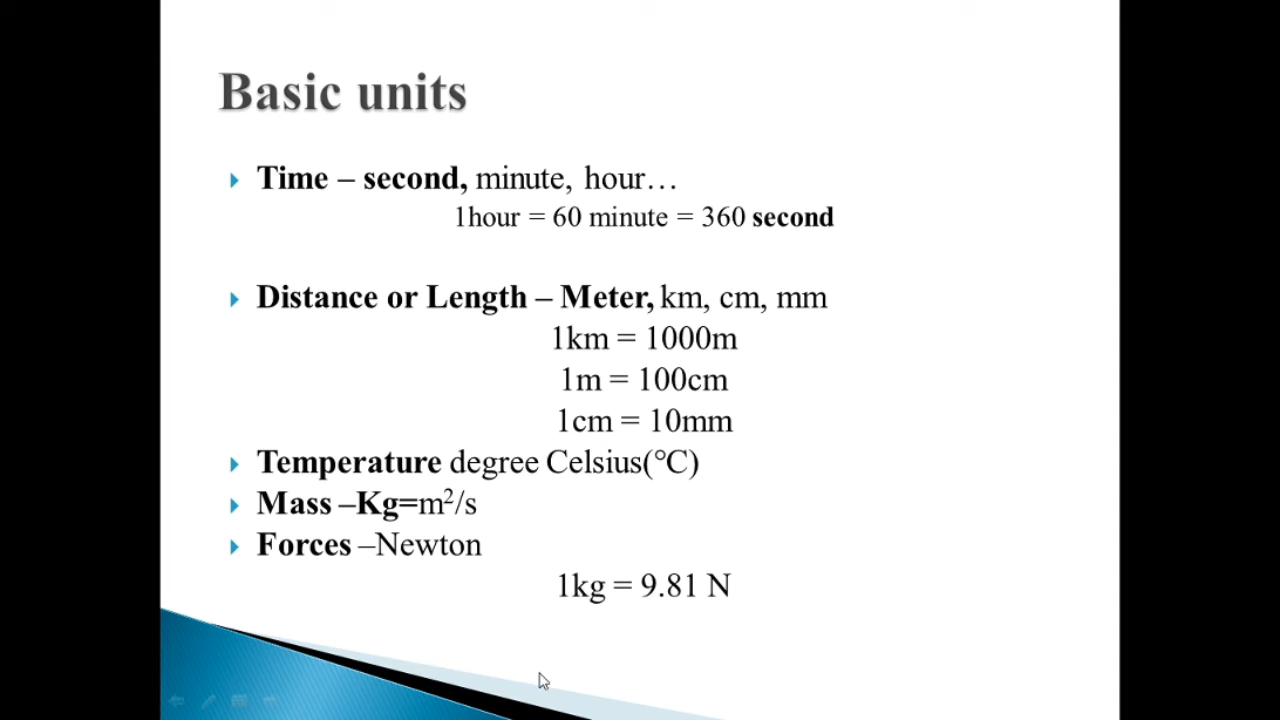 Basic units
Time – second, minute, hour…
1hour = 60 minute = 360 second
Distance or Length – Meter, km, cm, mm
1km = 1000m
1m = 100cm
1cm = 10mm
Temperature degree Celsius(°C)
Mass –Kg=m²/s
Forces –Newton
1kg = 9.81 N